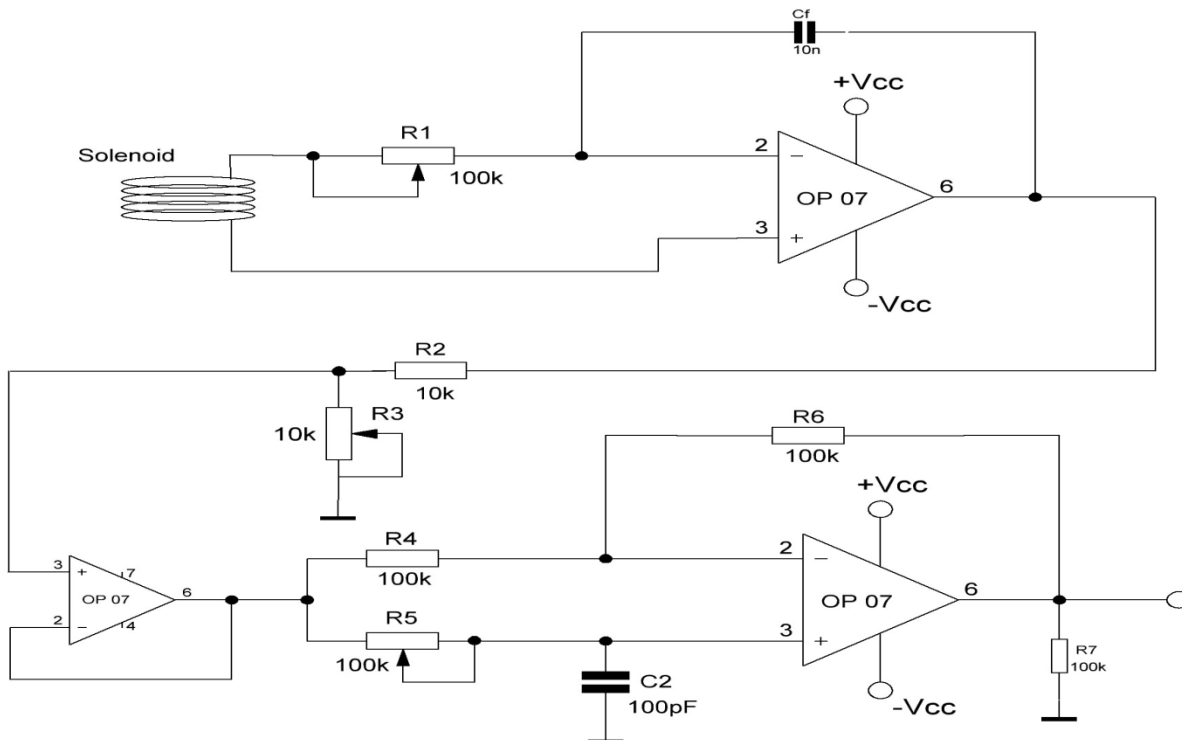 Cf
10n
+Vcc
R1
Solenoid
100k
2
−
OP 07
6
3
+
-Vcc
R2
10k
R3
10k
R6
100k
+Vcc
R4
100k
2
−
3
+
7
OP 07
6
2
−
4
OP 07
6
R5
100k
3
+
C2
100pF
R7
100k
-Vcc